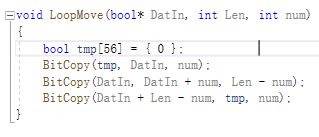 void LoopMove(bool* DatIn, int Len, int num)
{
bool tmp[56] = { 0 };
BitCopy(tmp, DatIn, num);
BitCopy(DatIn, DatIn + num, Len - num);
BitCopy(DatIn + Len - num, tmp, num);
}